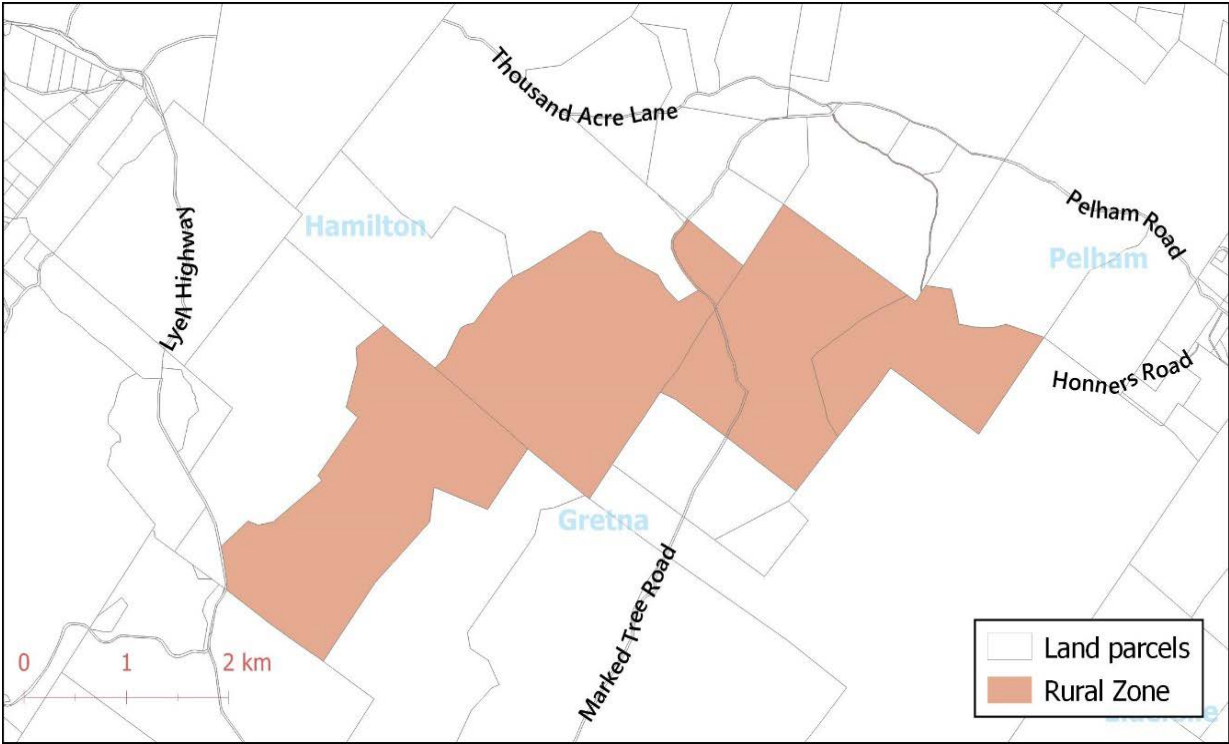 Thousand Acre Lane
Pelham Road
Hamilton
Pelham
Lyell Highway
Honners Road
Gretna
Marked Tree Road
0 1 2 km
Land parcels
Rural Zone